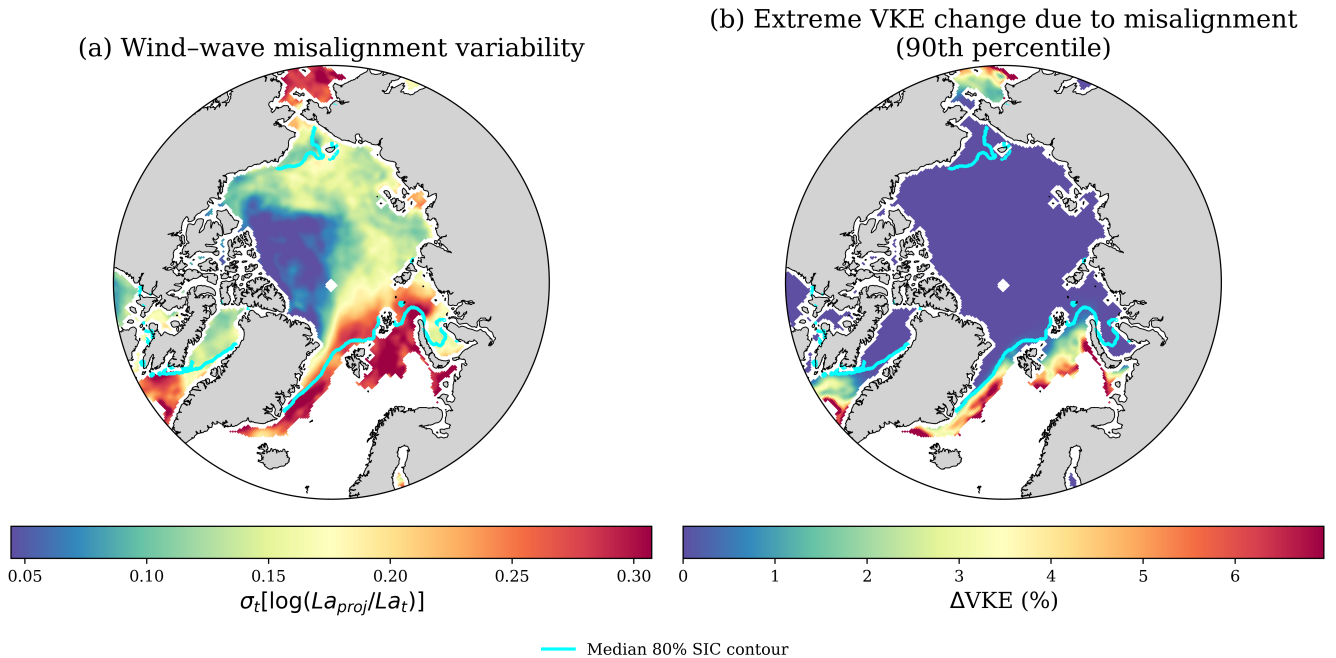 (a) Wind–wave misalignment variability
(b) Extreme VKE change due to misalignment
(90th percentile)
0.05 0.10 0.15 0.20 0.25 0.30
σt[log(Laproj/Lat)]
0 1 2 3 4 5 6
ΔVKE (%)
Median 80% SIC contour